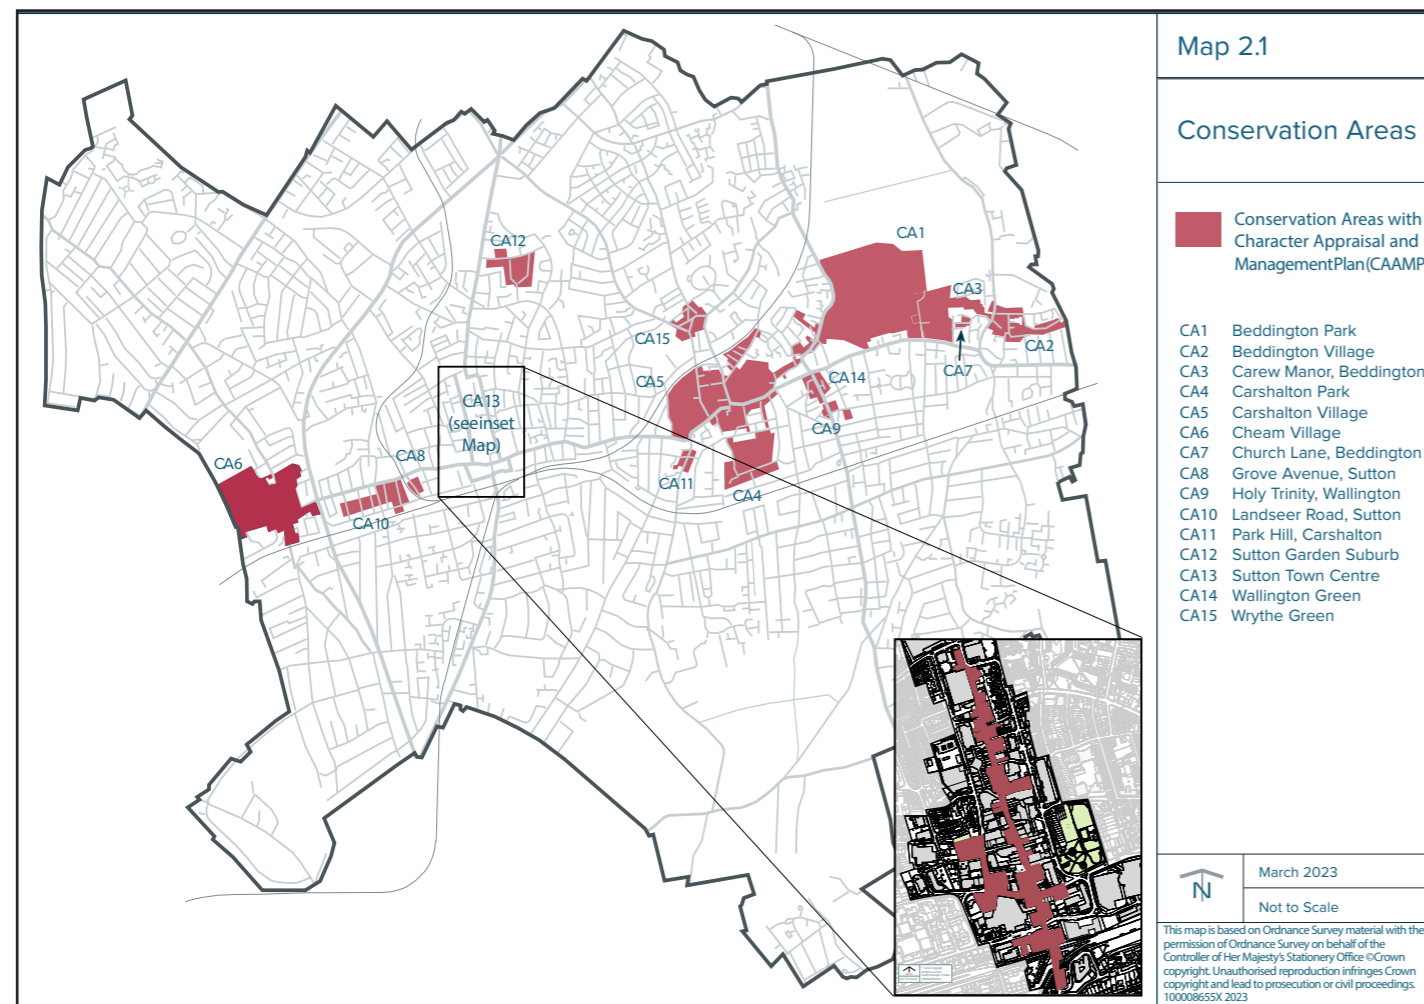 Map 2.1
Conservation Areas
Conservation Areas with
Character Appraisal and
ManagementPlan(CAAMP
CA1 Beddington Park
CA2 Beddington Village
CA3 Carew Manor, Beddington
CA4 Carshalton Park
CA5 Carshalton Village
CA6 Cheam Village
CA7 Church Lane, Beddington
CA8 Grove Avenue, Sutton
CA9 Holy Trinity, Wallington
CA10 Landseer Road, Sutton
CA11 Park Hill, Carshalton
CA12 Sutton Garden Suburb
CA13 Sutton Town Centre
CA14 Wallington Green
CA15 Wrythe Green
CA1
CA12
CA3
CA15
CA2
CA7
CA14
CA5
CA13
(seeinset
Map)
CA9
CA8
CA6
CA11
CA4
CA10
N
March 2023
Not to Scale
This map is based on Ordnance Survey material with the
permission of Ordnance Survey on behalf of the
Controller of Her Majesty's Stationery Office ©Crown
copyright. Unauthorised reproduction infringes Crown
copyright and lead to prosecution or civil proceedings.
100008655X 2023